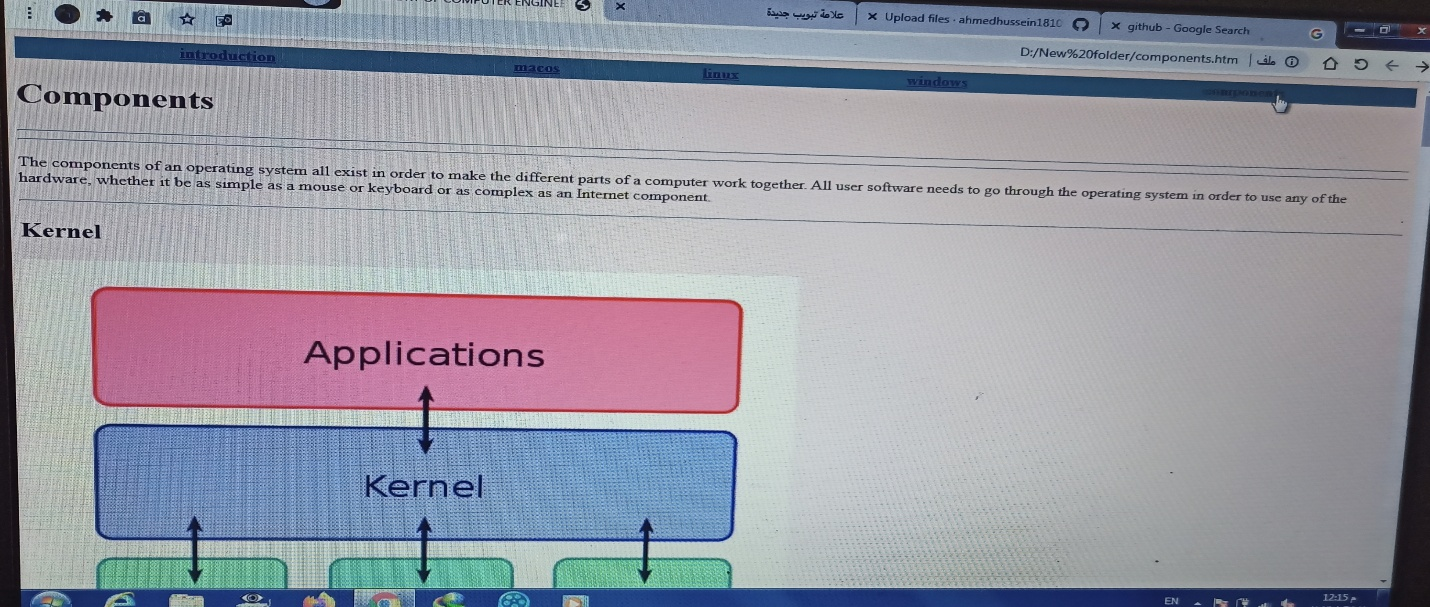 علامة تبويب جديدة
Upload files · ahmedhussein181
github - Google Search
D:/New%20folder/components.htm
ملف
introduction
macos
linux
windows
components
Components
The components of an operating system all exist in order to make the different parts of a computer work together. All user software needs to go through the operating system in order to use any of the
hardware, whether it be as simple as a mouse or keyboard or as complex as an Internet component.
Kernel
Applications
Kernel
EN
12:15 م